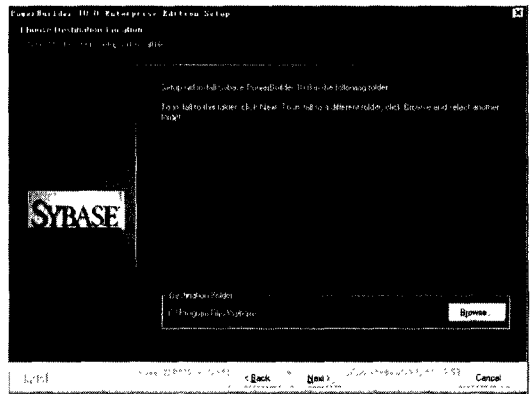 PowerBuilder 10.0 Enterprise Edition Setup
Choose Destination Location
Setup will install Sybase PowerBuilder 10.0 in the following folder.
To install to this folder, click Next. To install to a different folder, click Browse and select another
folder.
SYBASE
Destination Folder
C:\Program Files\Sybase
Browse...
< Back
Next >
Cancel